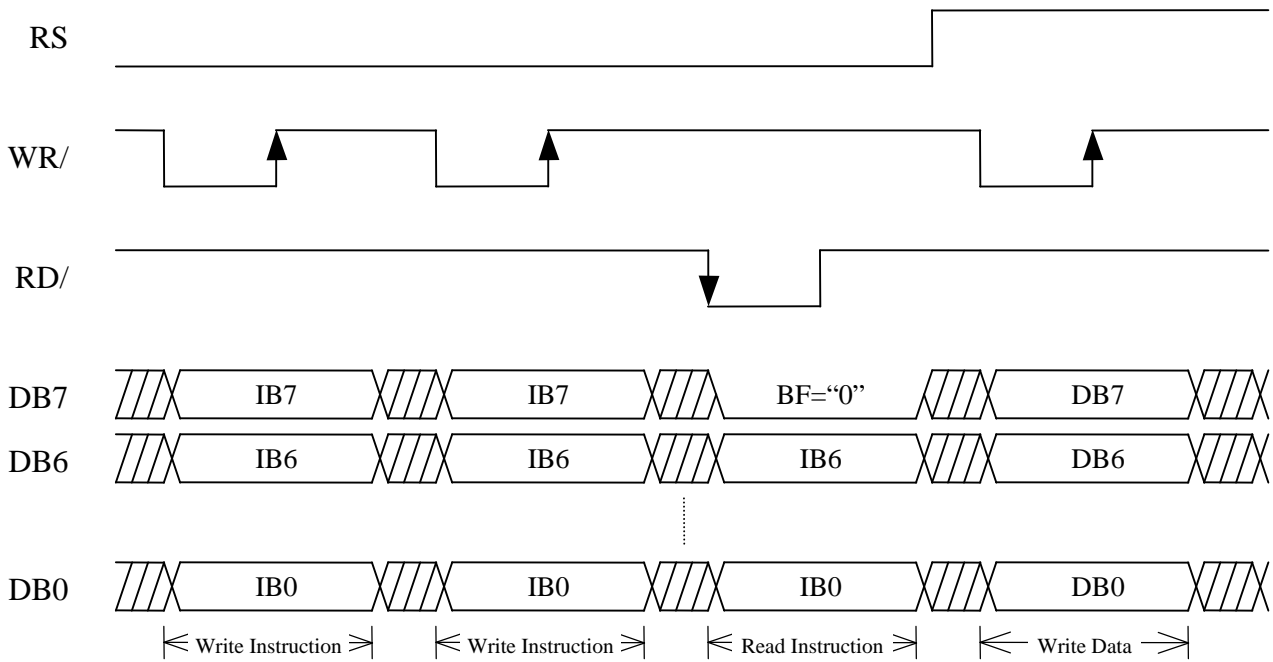 RS
WR/
RD/
DB7 IB7 IB7 BF=“0” DB7
DB6 IB6 IB6 IB6 DB6
DB0 IB0 IB0 IB0 DB0
Write Instruction Write Instruction Read Instruction Write Data